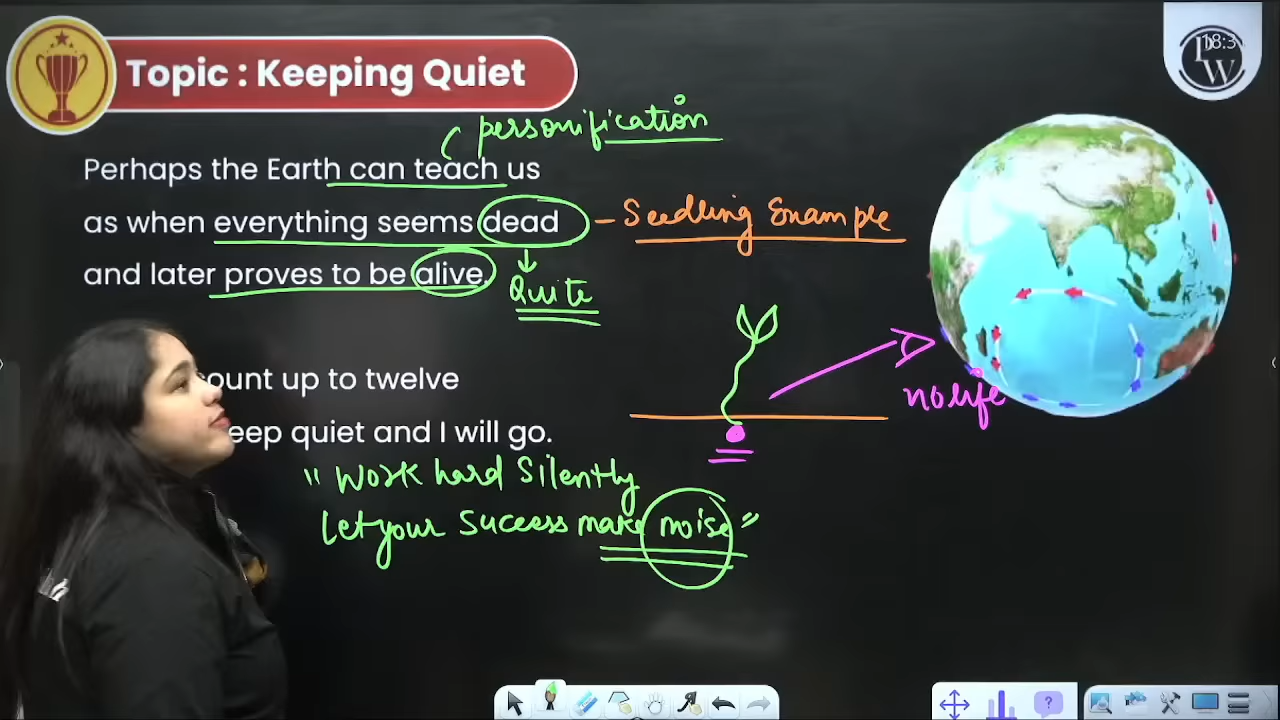 Topic : Keeping Quiet
personification
Perhaps the Earth can teach us
as when everything seems dead
– Seedling Example
and later proves to be alive.
Quite
ount up to twelve
no life
eep quiet and I will go.
"Work hard Silently
Let your Success make noise"
18:3
W
?